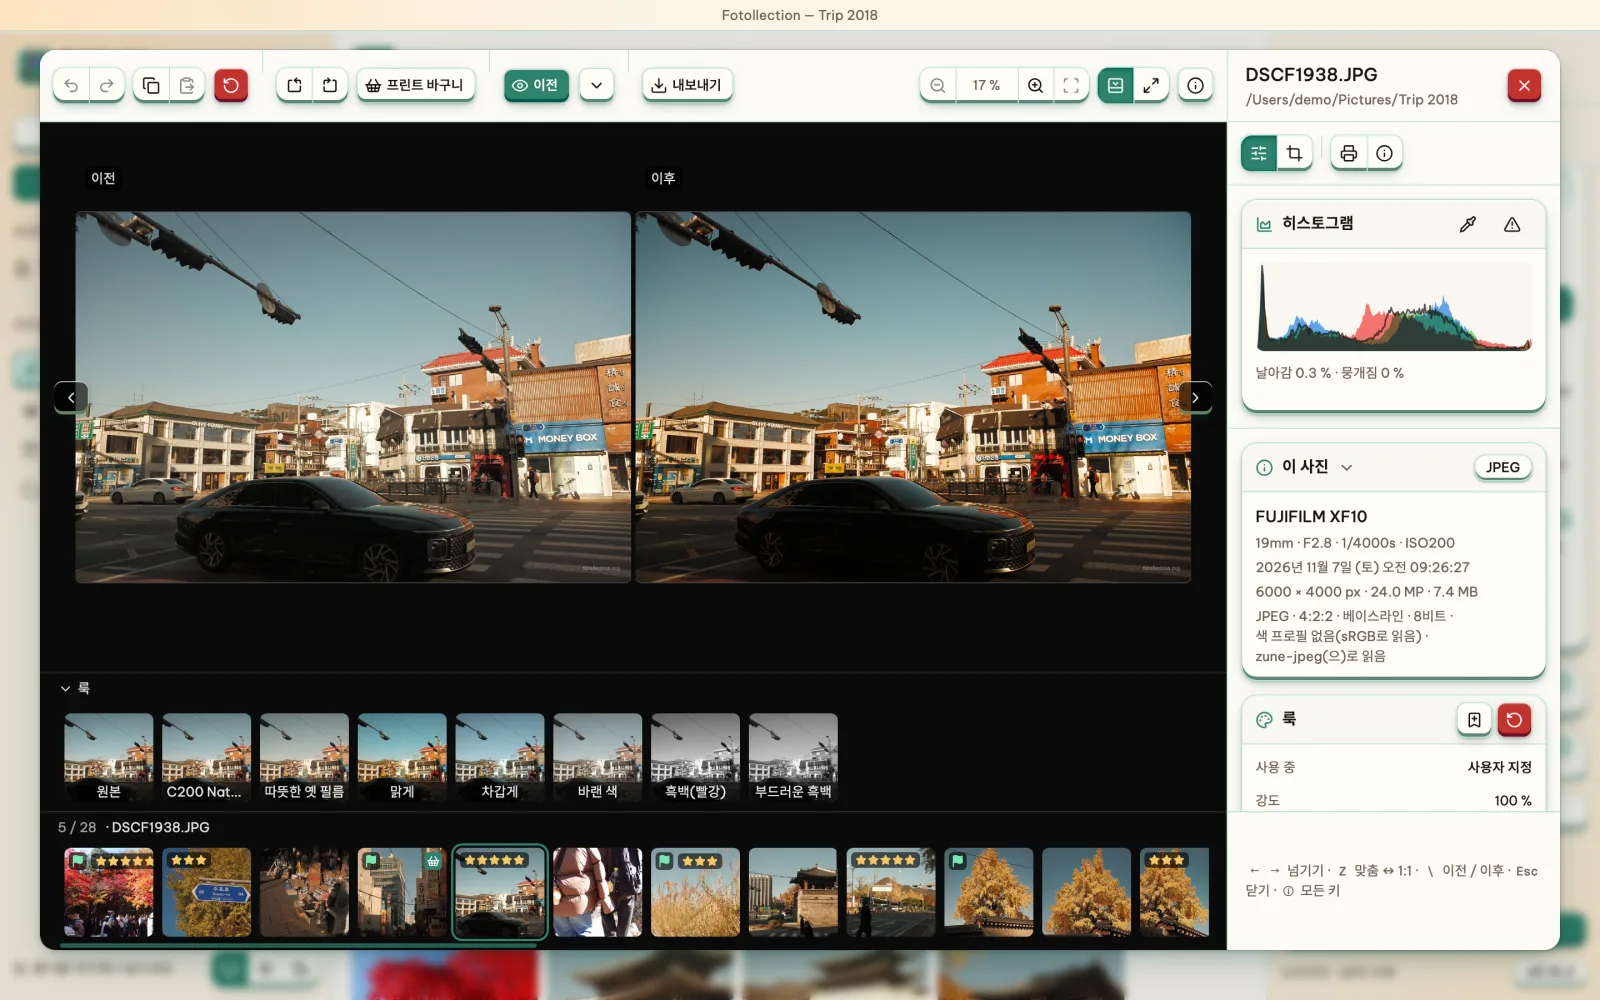 Fotollection — Trip 2018
프린트 바구니
이전
내보내기
17 %
DSCF1938.JPG
/Users/demo/Pictures/Trip 2018
이전
이후
MONEY BOX
MONEY BOX
fotollection.org
fotollection.org
히스토그램
날아감 0.3 % · 뭉개짐 0 %
이 사진
JPEG
FUJIFILM XF10
19mm · F2.8 · 1/4000s · ISO200
2026년 11월 7일 (토) 오전 09:26:27
6000 × 4000 px · 24.0 MP · 7.4 MB
JPEG · 4:2:2 · 베이스라인 · 8비트 ·
색 프로필 없음(sRGB로 읽음) ·
zune-jpeg(으)로 읽음
룩
사용 중
사용자 지정
강도
100 %
← → 넘기기 · Z 맞춤 ↔ 1:1 · \ 이전 / 이후 · Esc
닫기 · ⓘ 모든 키
룩
원본
C200 Nat...
따뜻한 옛 필름
맑게
차갑게
바랜 색
흑백(빨강)
부드러운 흑백
5 / 28 · DSCF1938.JPG